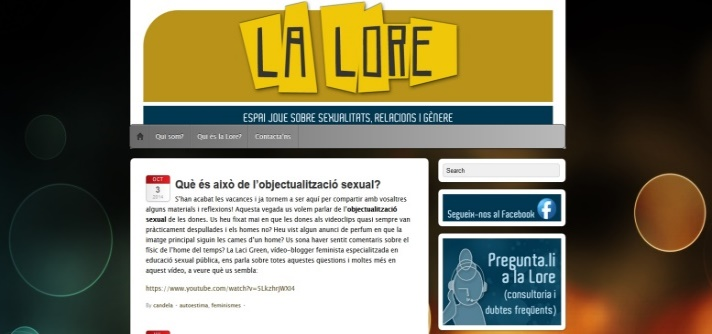 LA LORE
ESPAI JOVE SOBRE SEXUALITATS, RELACIONS I GÈNERE
Qui som?
Qui és la Lore?
Contacta'ns
OCT
3
Què és això de l'objectualització sexual?
S'han acabat les vacances i ja tornem a ser aquí per compartir amb vosaltres
alguns materials i reflexions! Aquesta vegada us volem parlar de l'objectualització
sexual de les dones. Us heu fixat mai en que les dones als videoclips quasi sempre van
pràcticament despullades i els homes no? Heu vist algun anunci de perfum en que la
imatge principal siguin les cames d'un home? Us sona haver sentit comentaris sobre el
físic de l'home del temps? La Laci Green, vídeo-blogger feminista especialitzada en
educació sexual pública, ens parla sobre totes aquestes questions i moltes més en
aquest vídeo, a veure què us sembla:
https://www.youtube.com/watch?v=SLkzhrjWXI4
By candela - autoestima, feminismes -
Search
Segueix-nos al Facebook
Pregunta.li
a la Lore
(consultoria i
dubtes freqüents)